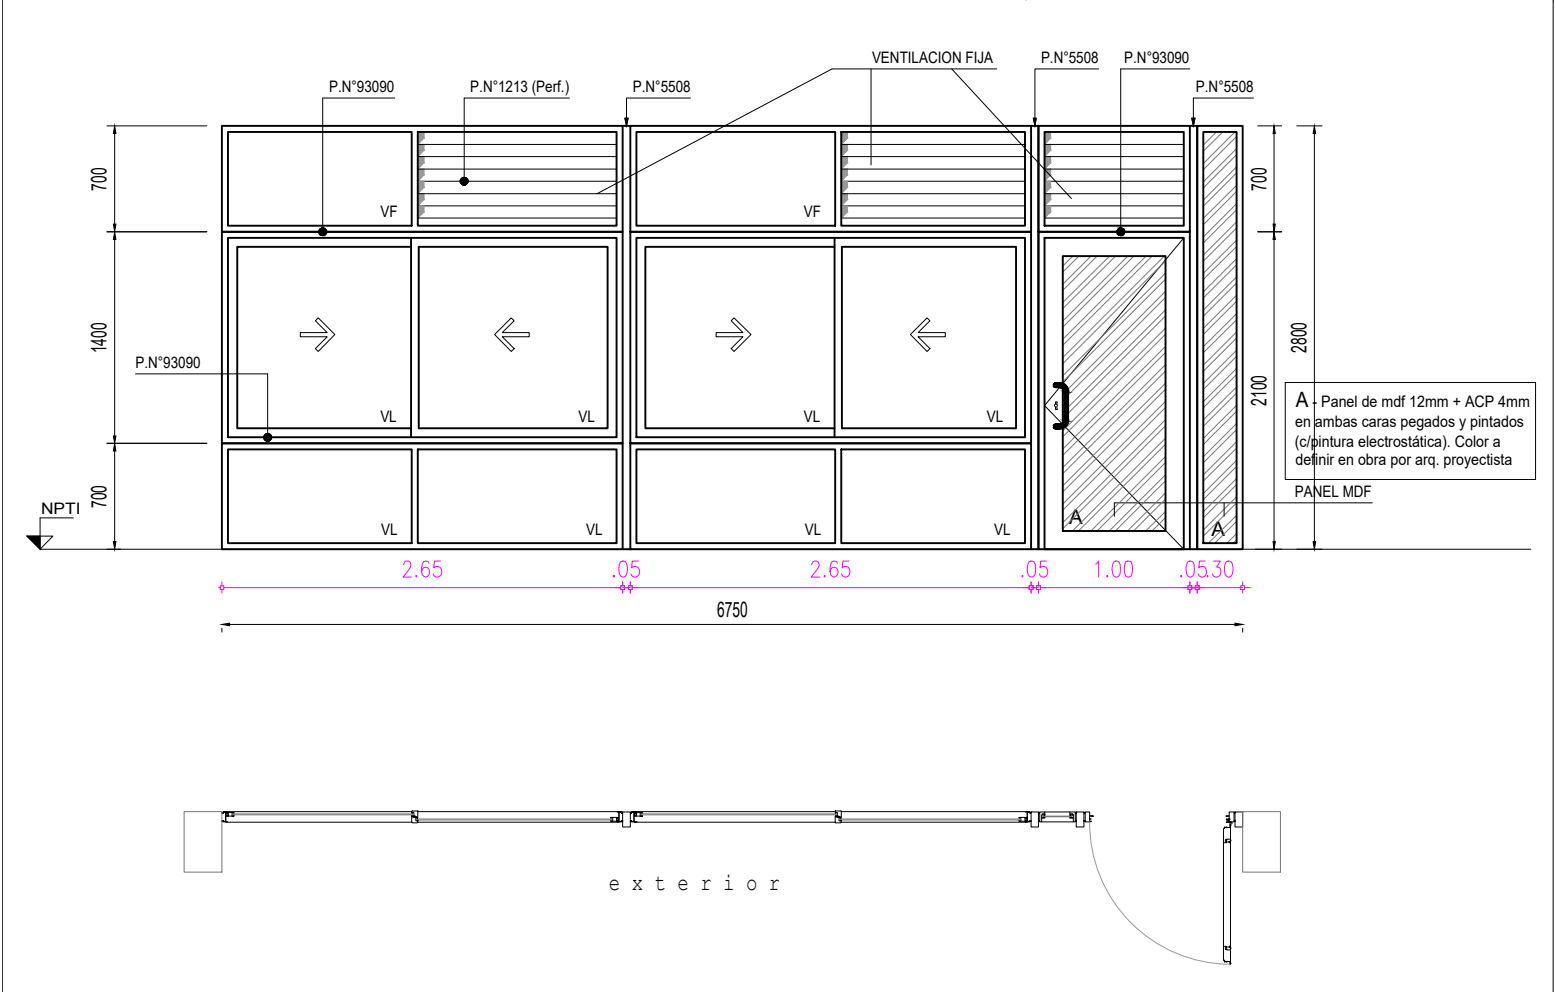 VENTILACION FIJA
P.N°5508
P.N°93090
P.N°93090
P.N°1213 (Perf.)
P.N°5508
P.N°5508
700
VF
VF
700
1400
2800
P.N°93090
2100
VL
VL
VL
VL
A - Panel de mdf 12mm + ACP 4mm
en ambas caras pegados y pintados
(c/pintura electrostática). Color a
definir en obra por arq. proyectista
PANEL MDF
700
NPTI
VL
VL
VL
VL
A
A
2.65
.05
2.65
.05
1.00
.05
.30
6750
exterior